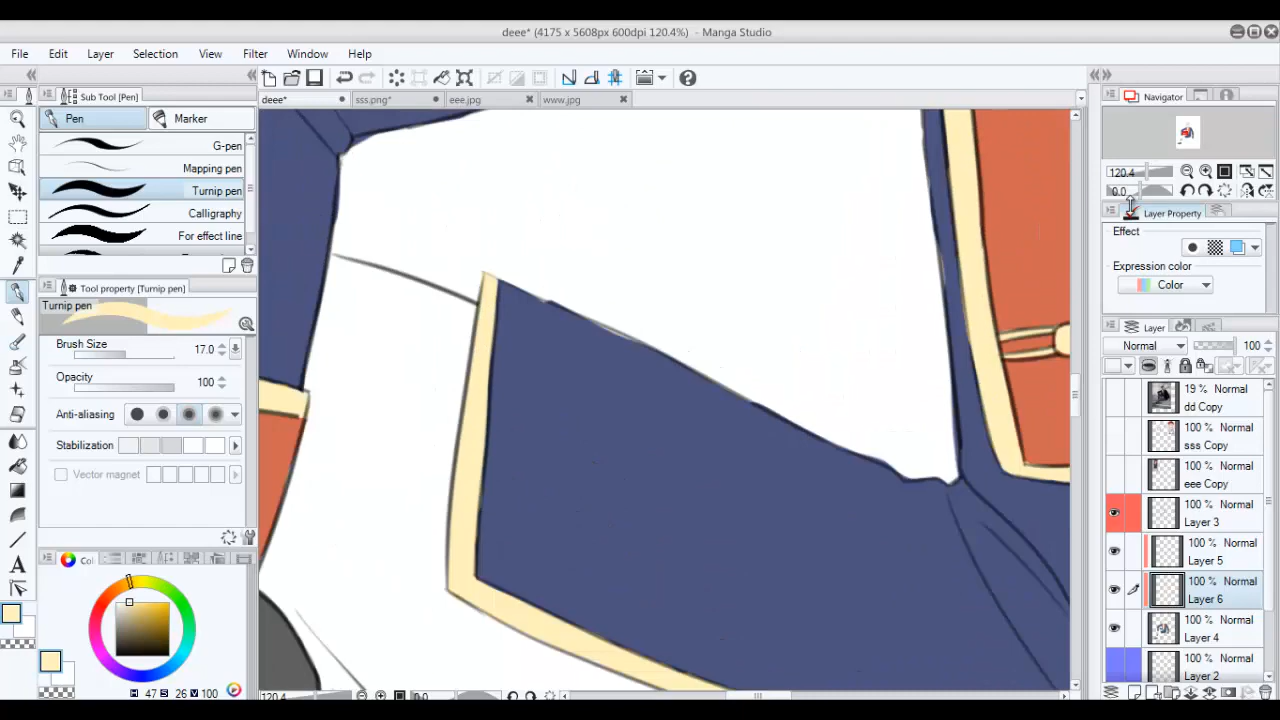 deee* (4175 x 5608px 600dpi 120.4%) - Manga Studio
File Edit Layer Selection View Filter Window Help
Sub Tool [Pen]
deee* sss.png* eee.jpg www.jpg
Navigator
Pen Marker
G-pen
Mapping pen
Turnip pen
Calligraphy
For effect line
120.4
0.0
Layer Property
Effect
Expression color
Color
Tool property [Turnip pen]
Turnip pen
Brush Size 17.0
Opacity 100
Anti-aliasing
Stabilization
Vector magnet
Layer
Normal 100
19 % Normal
dd Copy
100 % Normal
sss Copy
100 % Normal
eee Copy
100 % Normal
Layer 3
100 % Normal
Layer 5
100 % Normal
Layer 6
100 % Normal
Layer 4
100 % Normal
Layer 2
H 47 S 26 V 100
120.4 0.0